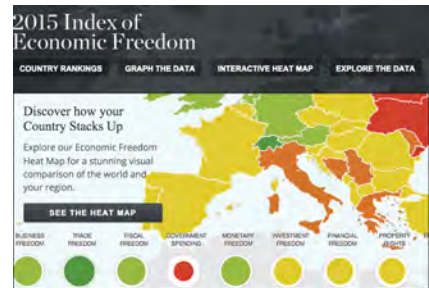 2015 Index of
Economic Freedom
COUNTRY RANKINGS GRAPH THE DATA INTERACTIVE HEAT MAP EXPLORE THE DATA
Discover how your
Country Stacks Up
Explore our Economic Freedom
Heat Map for a stunning visual
comparison of the world and
your region.
SEE THE HEAT MAP
BUSINESS TRADE FISCAL GOVERNMENT MONETARY INVESTMENT FINANCIAL PROPERTY
FREEDOM FREEDOM FREEDOM SPENDING FREEDOM FREEDOM FREEDOM RIGHTS